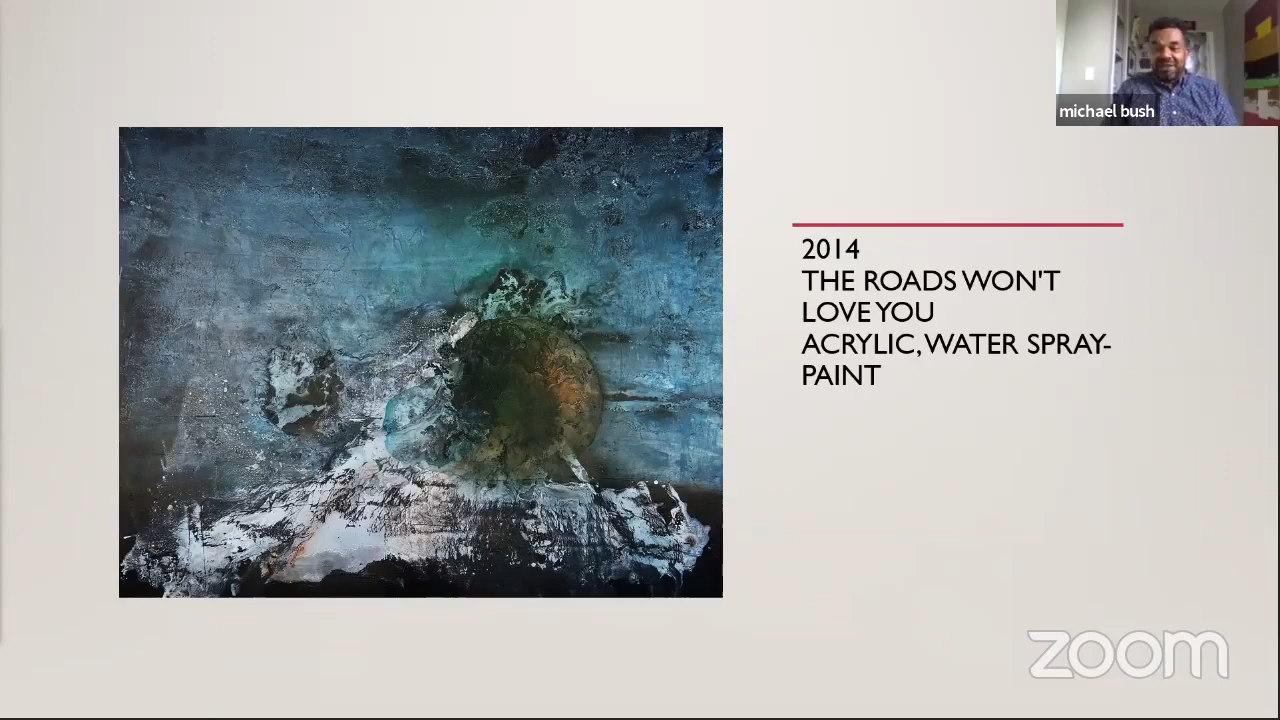 michael bush
2014
THE ROADS WON'T
LOVE YOU
ACRYLIC, WATER SPRAY-
PAINT
zoom